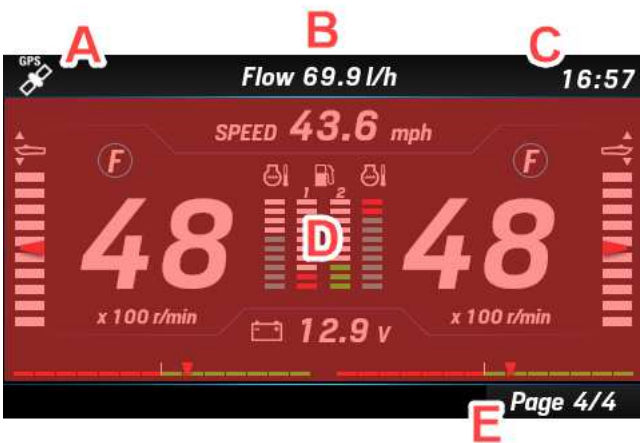 A B C
GPS Flow 69.9 l/h 16:57
SPEED 43.6 mph
F F
1 2
48 D 48
x 100 r/min x 100 r/min
12.9 v
E Page 4/4